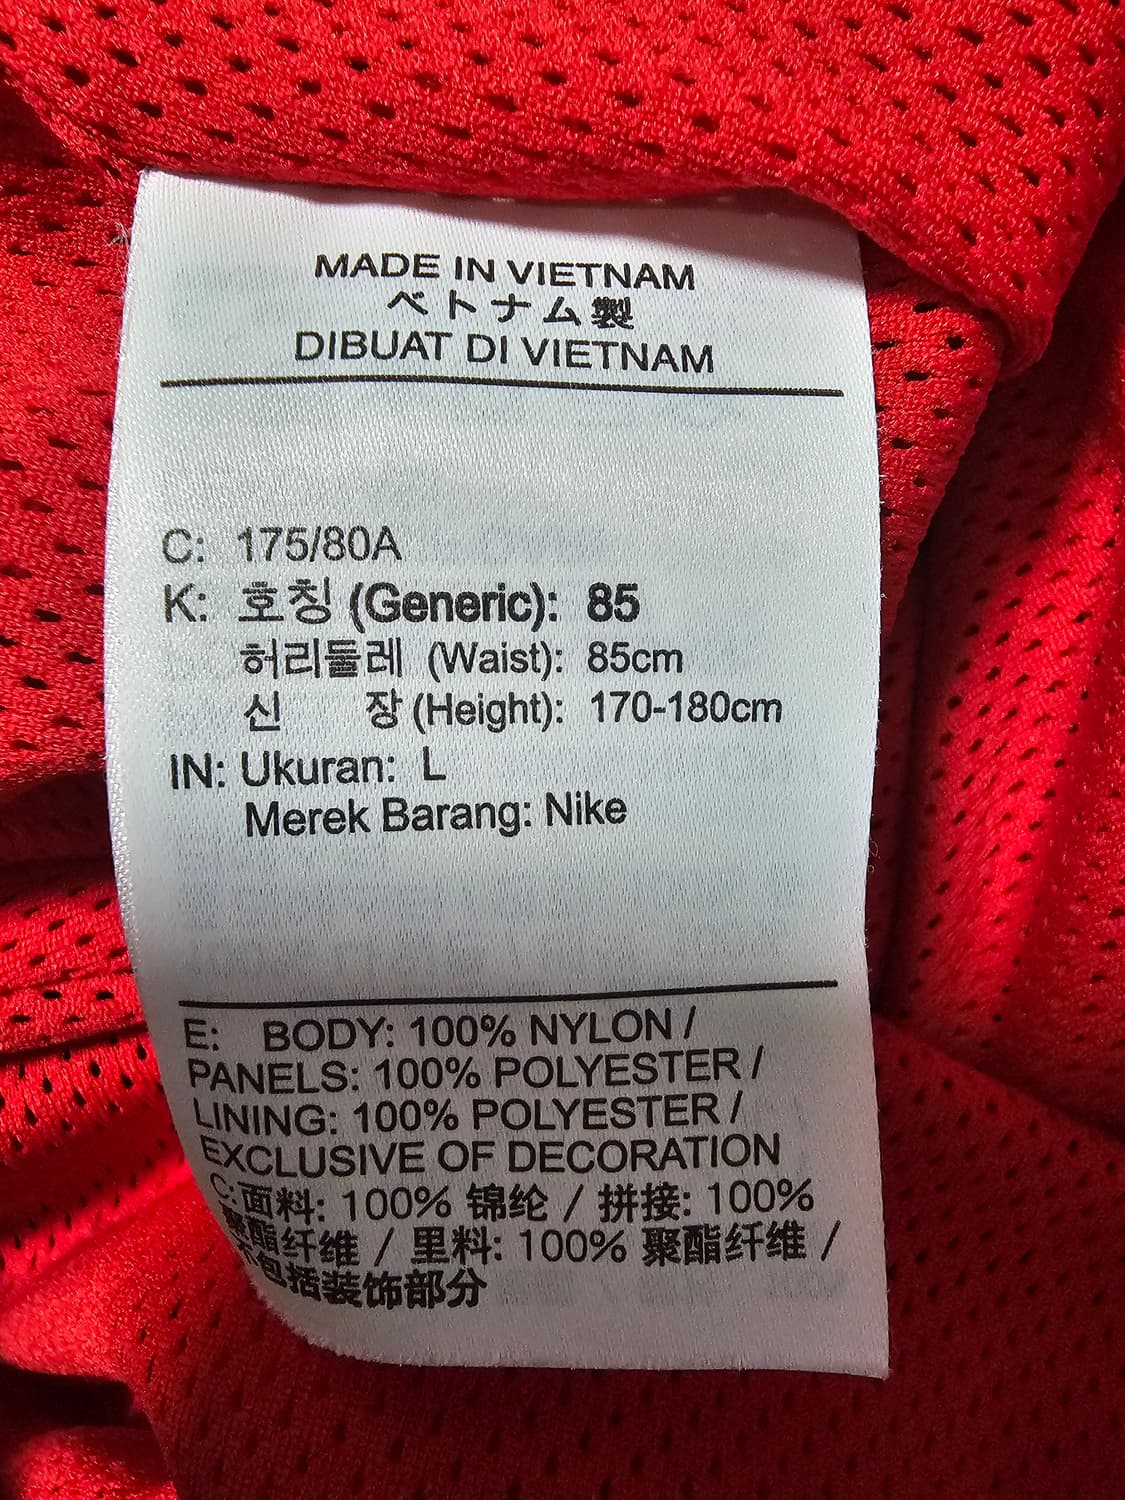 MADE IN VIETNAM
ベトナム製
DIBUAT DI VIETNAM
C: 175/80A
K: 호칭 (Generic): 85
허리둘레 (Waist): 85cm
신 장 (Height): 170-180cm
IN: Ukuran: L
Merek Barang: Nike
E: BODY: 100% NYLON /
PANELS: 100% POLYESTER /
LINING: 100% POLYESTER /
EXCLUSIVE OF DECORATION
C: 面料: 100% 锦纶 / 拼接: 100%
聚酯纤维 / 里料: 100% 聚酯纤维 /
不包括装饰部分